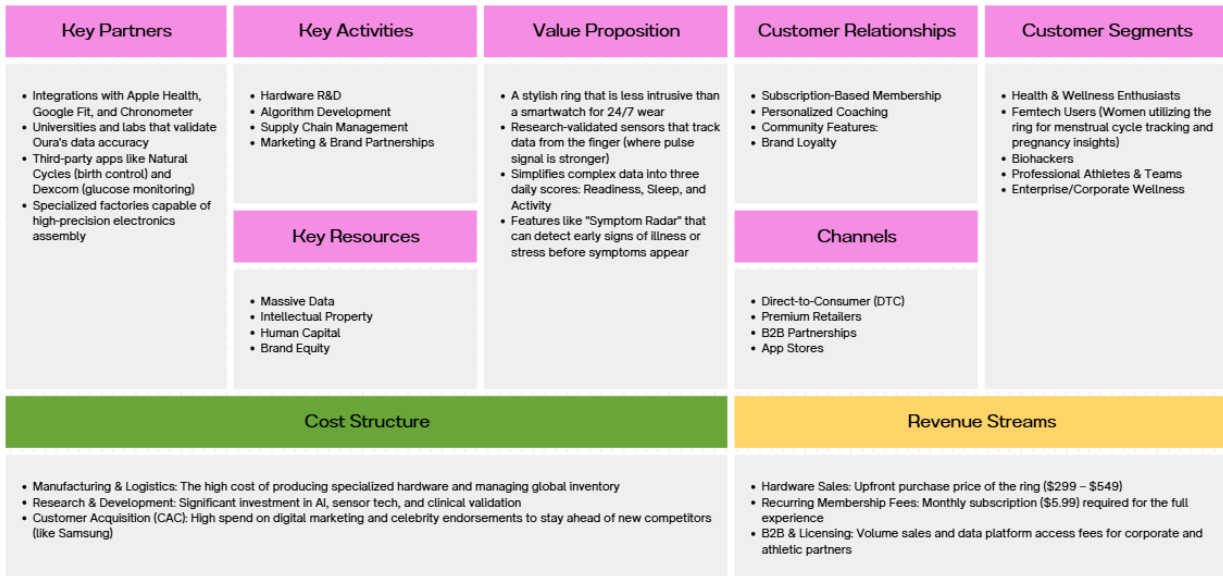 Key Partners
• Integrations with Apple Health,
Google Fit, and Chronometer
• Universities and labs that validate
Oura's data accuracy
• Third-party apps like Natural
Cycles (birth control) and
Dexcom (glucose monitoring)
• Specialized factories capable of
high-precision electronics
assembly
Key Activities
• Hardware R&D
• Algorithm Development
• Supply Chain Management
• Marketing & Brand Partnerships
Key Resources
• Massive Data
• Intellectual Property
• Human Capital
• Brand Equity
Value Proposition
• A stylish ring that is less intrusive than
a smartwatch for 24/7 wear
• Research-validated sensors that track
data from the finger (where pulse
signal is stronger)
• Simplifies complex data into three
daily scores: Readiness, Sleep, and
Activity
• Features like "Symptom Radar" that
can detect early signs of illness or
stress before symptoms appear
Customer Relationships
• Subscription-Based Membership
• Personalized Coaching
• Community Features:
• Brand Loyalty
Channels
• Direct-to-Consumer (DTC)
• Premium Retailers
• B2B Partnerships
• App Stores
Customer Segments
• Health & Wellness Enthusiasts
• Femtech Users (Women utilizing the
ring for menstrual cycle tracking and
pregnancy insights)
• Biohackers
• Professional Athletes & Teams
• Enterprise/Corporate Wellness
Cost Structure
• Manufacturing & Logistics: The high cost of producing specialized hardware and managing global inventory
• Research & Development: Significant investment in AI, sensor tech, and clinical validation
• Customer Acquisition (CAC): High spend on digital marketing and celebrity endorsements to stay ahead of new competitors
(like Samsung)
Revenue Streams
• Hardware Sales: Upfront purchase price of the ring ($299 – $549)
• Recurring Membership Fees: Monthly subscription ($5.99) required for the full
experience
• B2B & Licensing: Volume sales and data platform access fees for corporate and
athletic partners